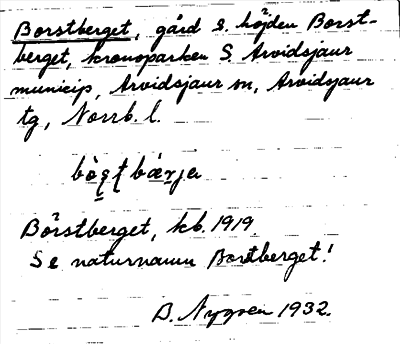 Borstberget, gård s. höjden Borst-
berget, kronoparken S. Arvidsjaur
municip, Arvidsjaur sn, Arvidsjaur
tg, Norrb. l.
Börstberget, kb. 1919.
Se naturnamn Borstberget!
B. Nygren 1932.